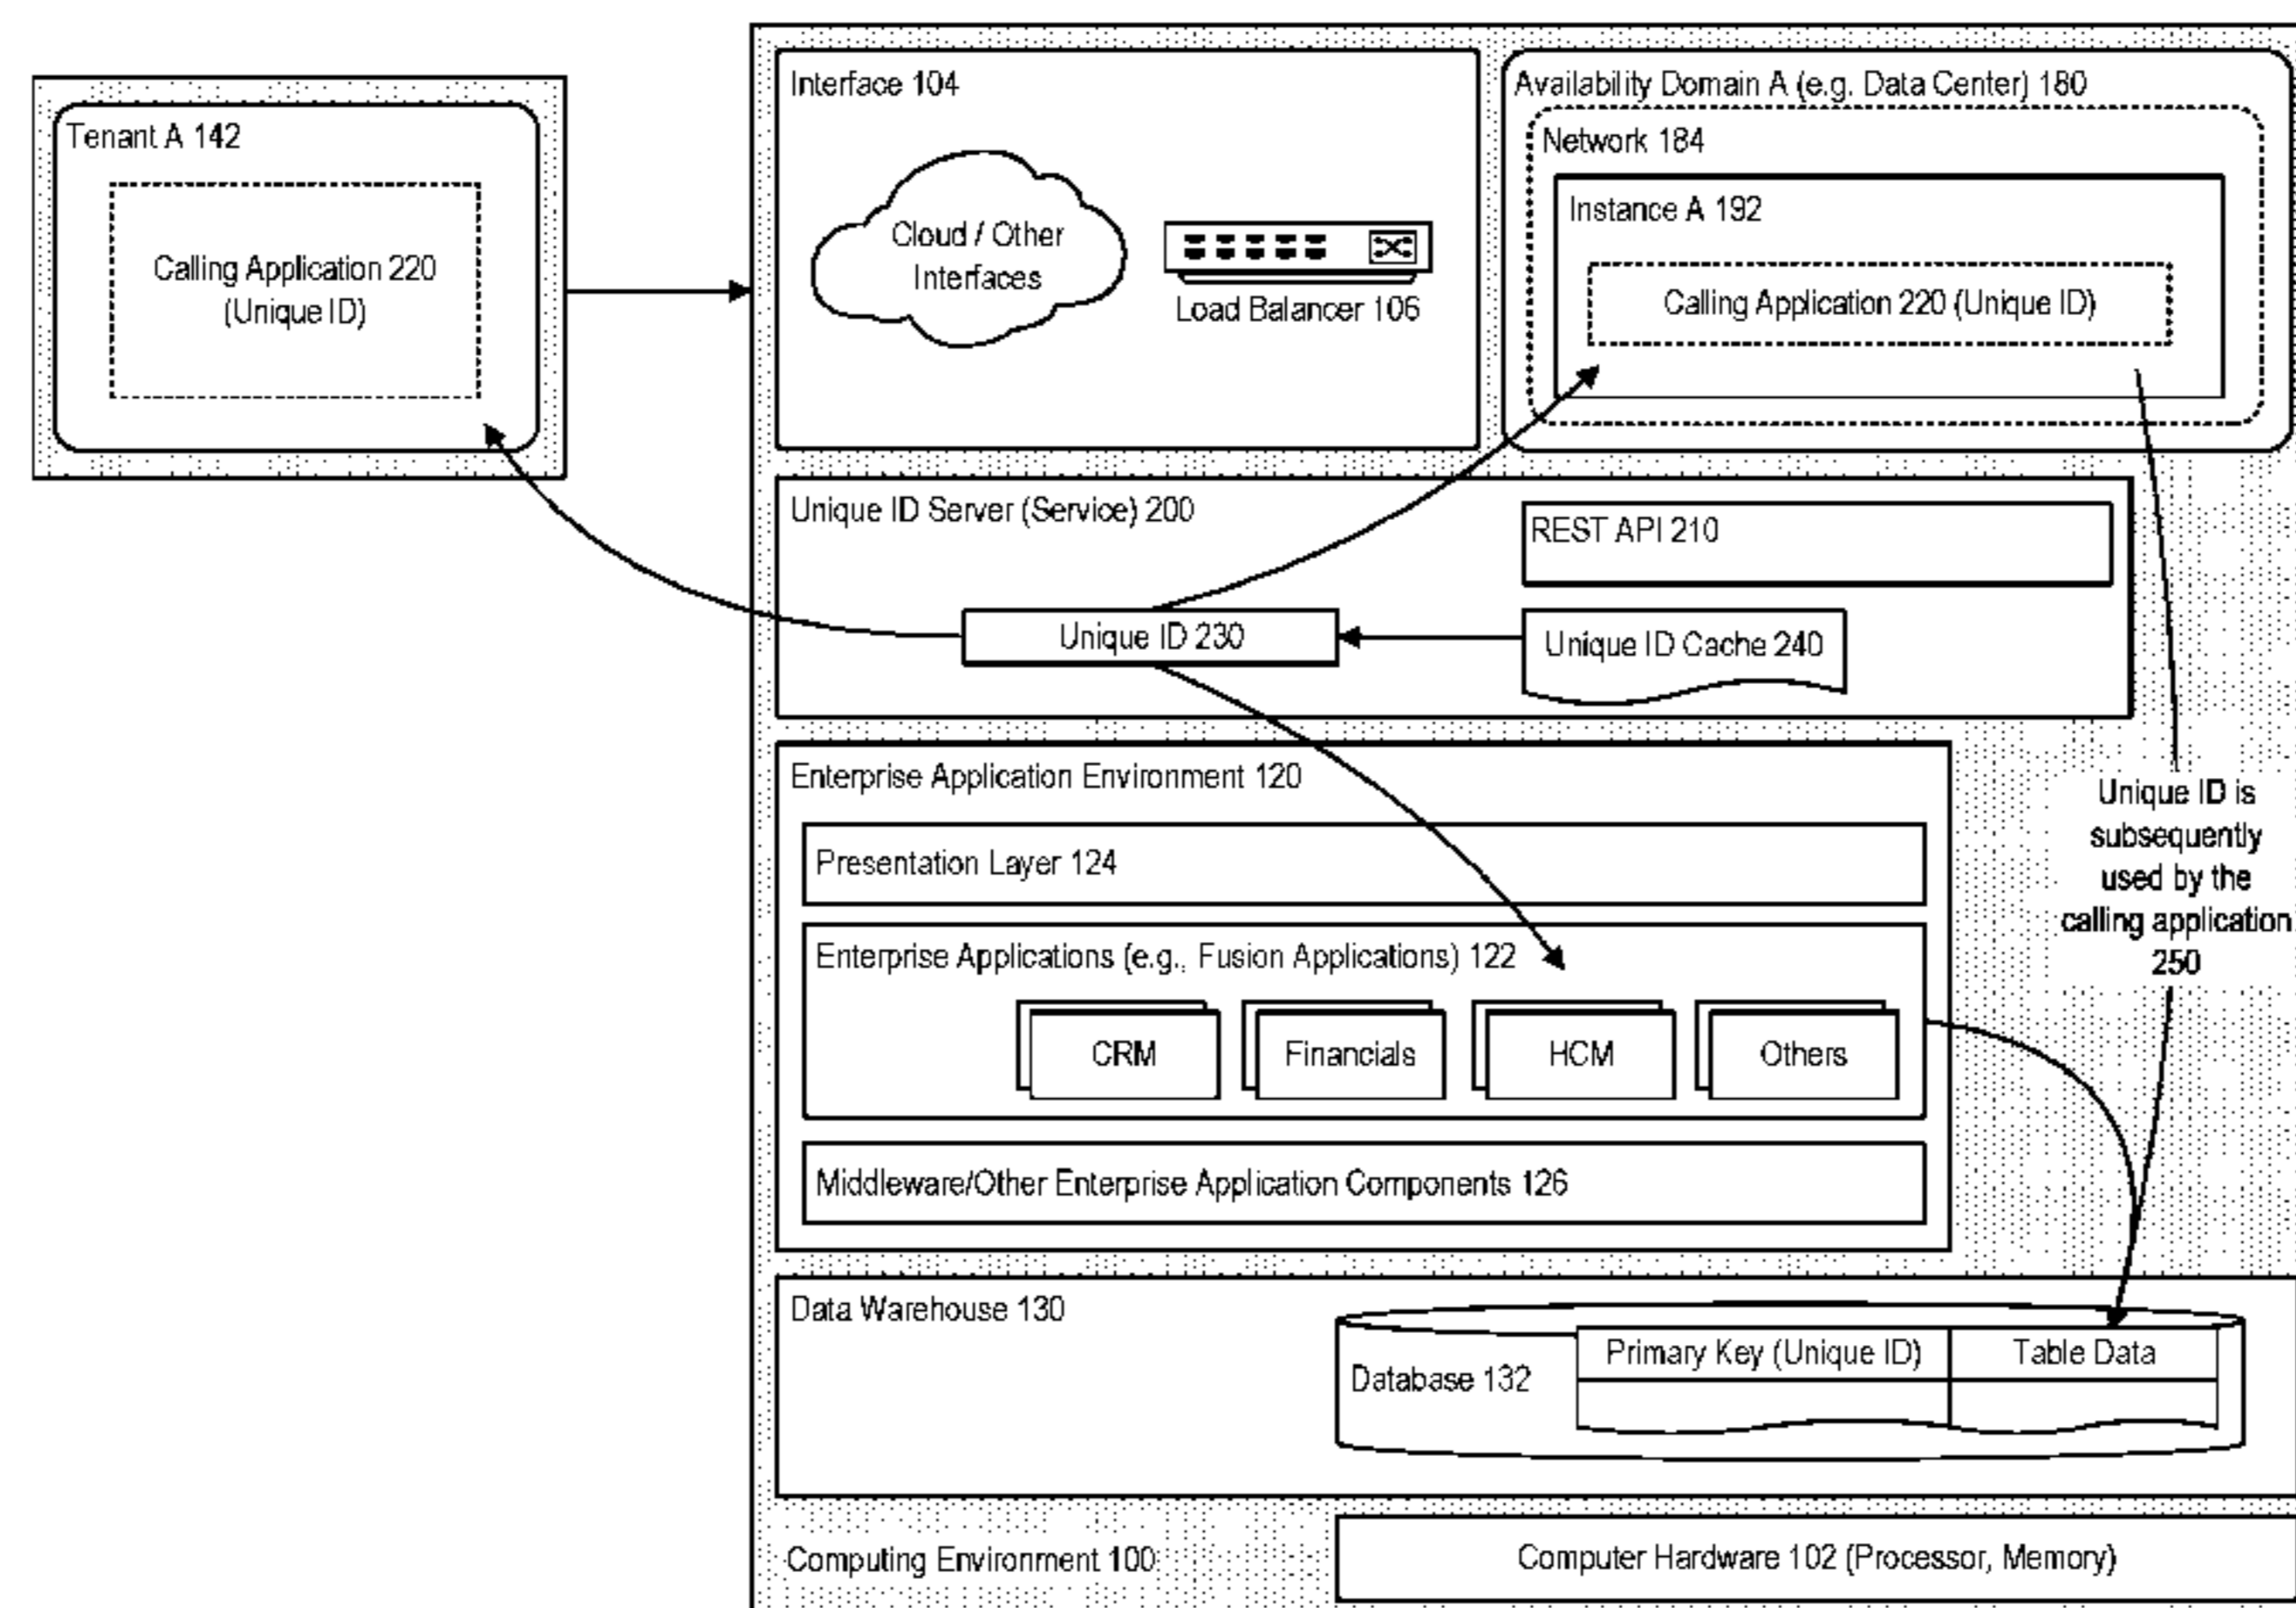 Tenant A 142
Calling Application 220
(Unique ID)
Interface 104
Cloud / Other
Interfaces
Load Balancer 106
Availability Domain A (e.g. Data Center) 180
Network 184
Instance A 192
Calling Application 220 (Unique ID)
Unique ID Server (Service) 200
REST API 210
Unique ID 230
Unique ID Cache 240
Enterprise Application Environment 120
Presentation Layer 124
Enterprise Applications (e.g., Fusion Applications) 122
CRM
Financials
HCM
Others
Middleware/Other Enterprise Application Components 126
Unique ID is
subsequently
used by the
calling application
250
Data Warehouse 130
Database 132
Primary Key (Unique ID)
Table Data
Computing Environment 100
Computer Hardware 102 (Processor, Memory)